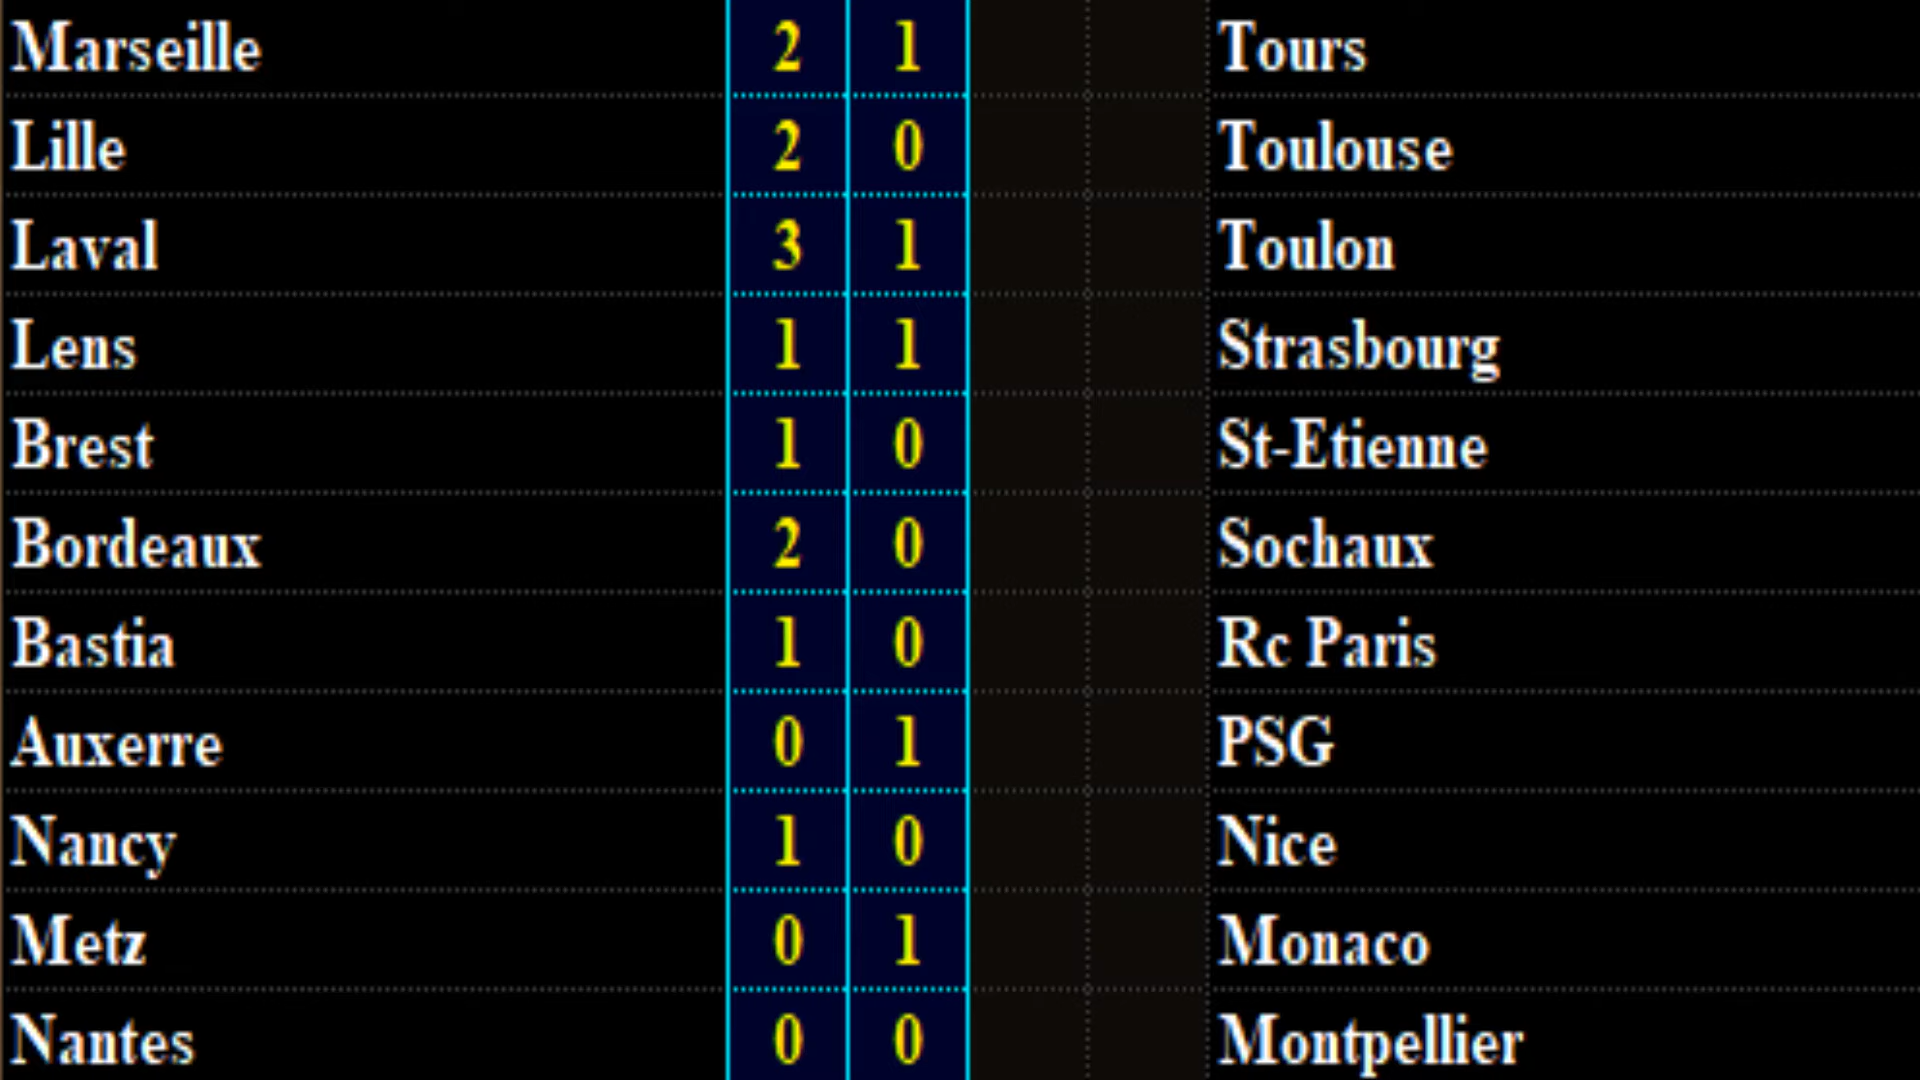 Marseille 2 1 Tours
Lille 2 0 Toulouse
Laval 3 1 Toulon
Lens 1 1 Strasbourg
Brest 1 0 St-Etienne
Bordeaux 2 0 Sochaux
Bastia 1 0 Rc Paris
Auxerre 0 1 PSG
Nancy 1 0 Nice
Metz 0 1 Monaco
Nantes 0 0 Montpellier